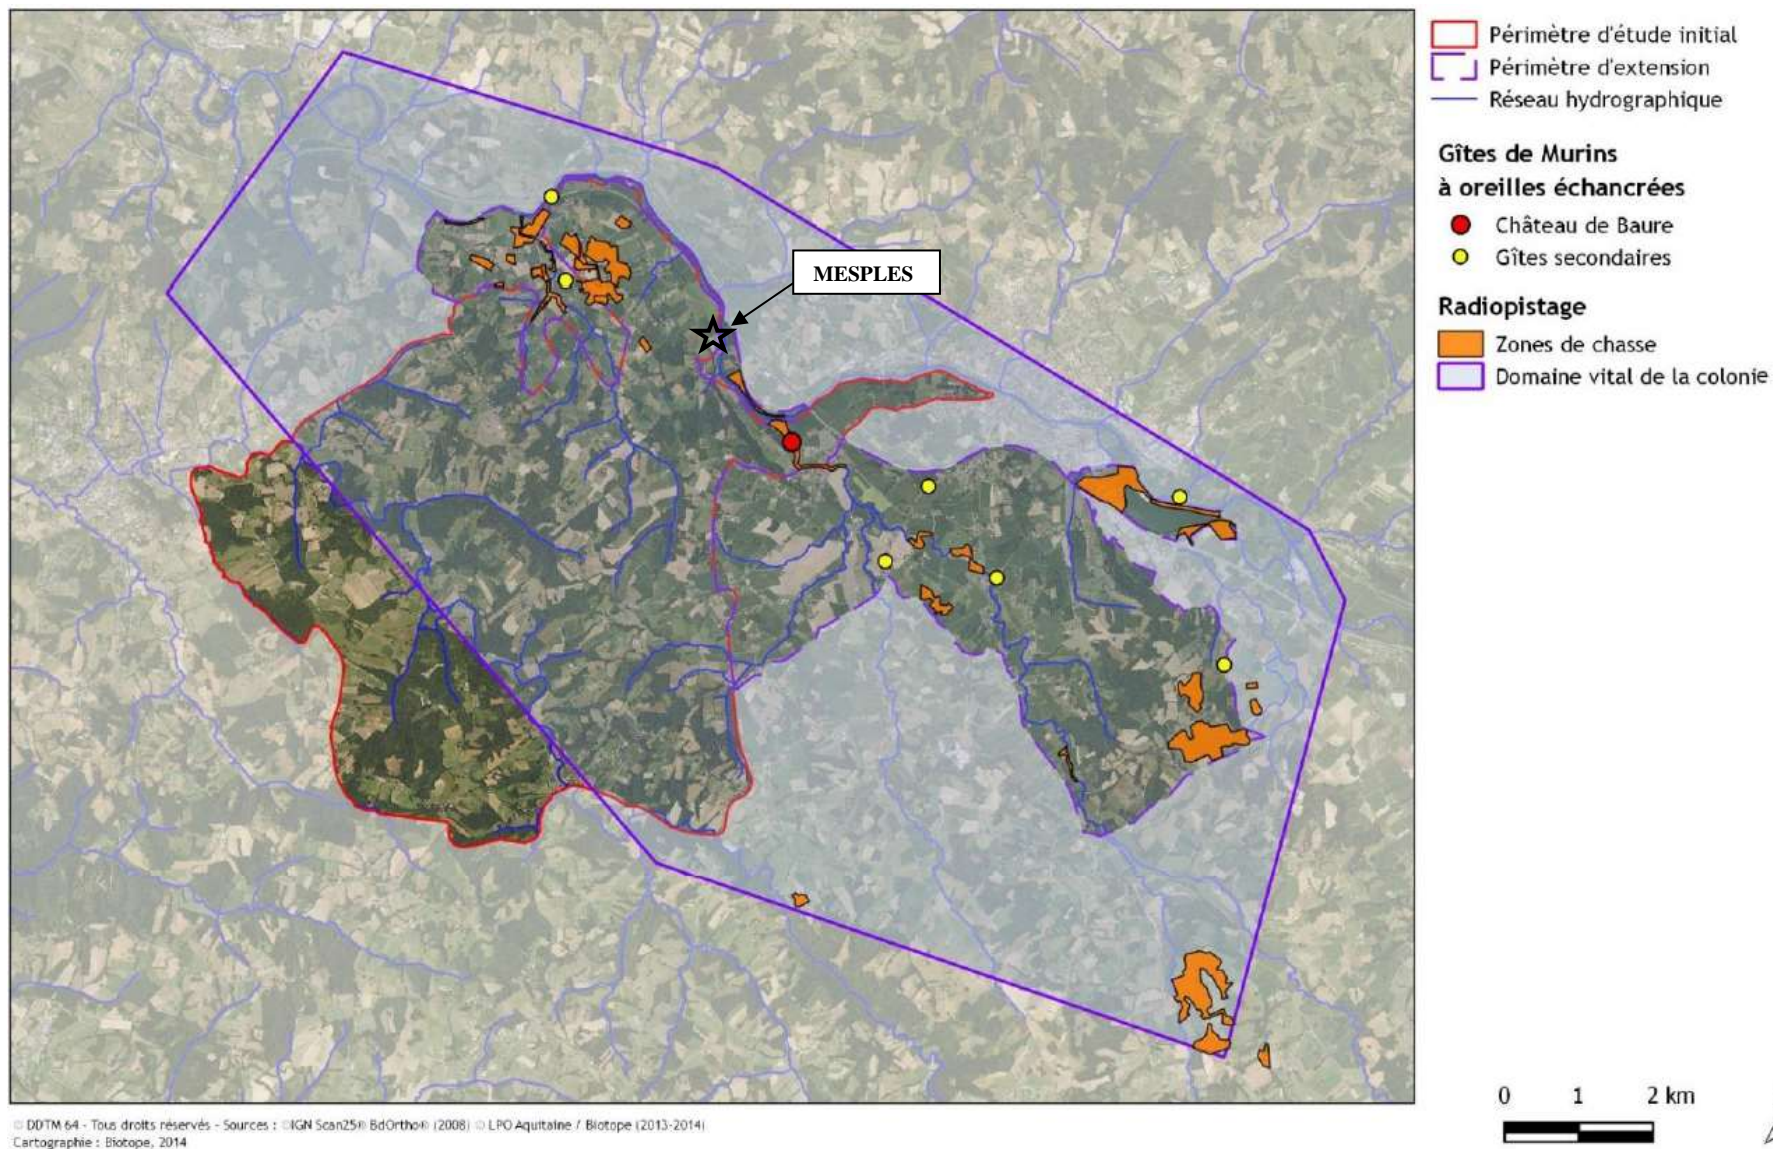 Périmètre d'étude initial
Périmètre d'extension
Réseau hydrographique
Gîtes de Murins
à oreilles échancrées
Château de Baure
Gîtes secondaires
Radiopistage
Zones de chasse
Domaine vital de la colonie
MESPLES
0 1 2 km
© DDTM 64 - Tous droits réservés - Sources : ©IGN Scan25® BdOrtho® (2008) © LPO Aquitaine / Biotope (2013-2014)
Cartographie : Biotope, 2014